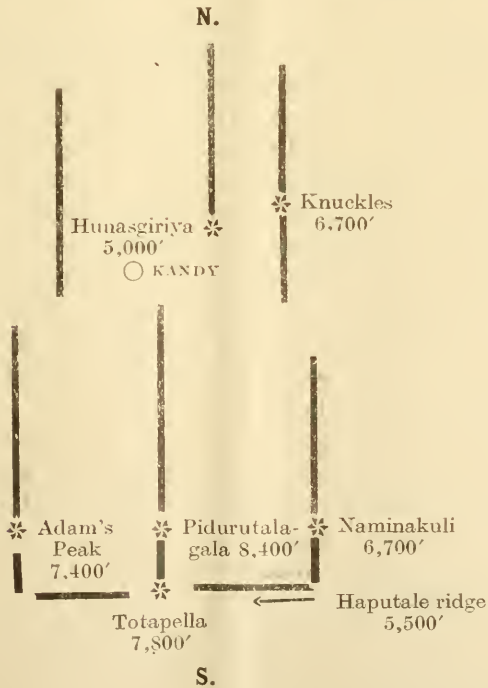 N.
Knuckles
6,700′
Hunasgiriya
5,000′
KANDY
Adam's
Peak
7,400′
Pidurutala-
gala 8,400′
Naminakuli
6,700′
Totapella
7,800′
Haputale ridge
5,500′
S.